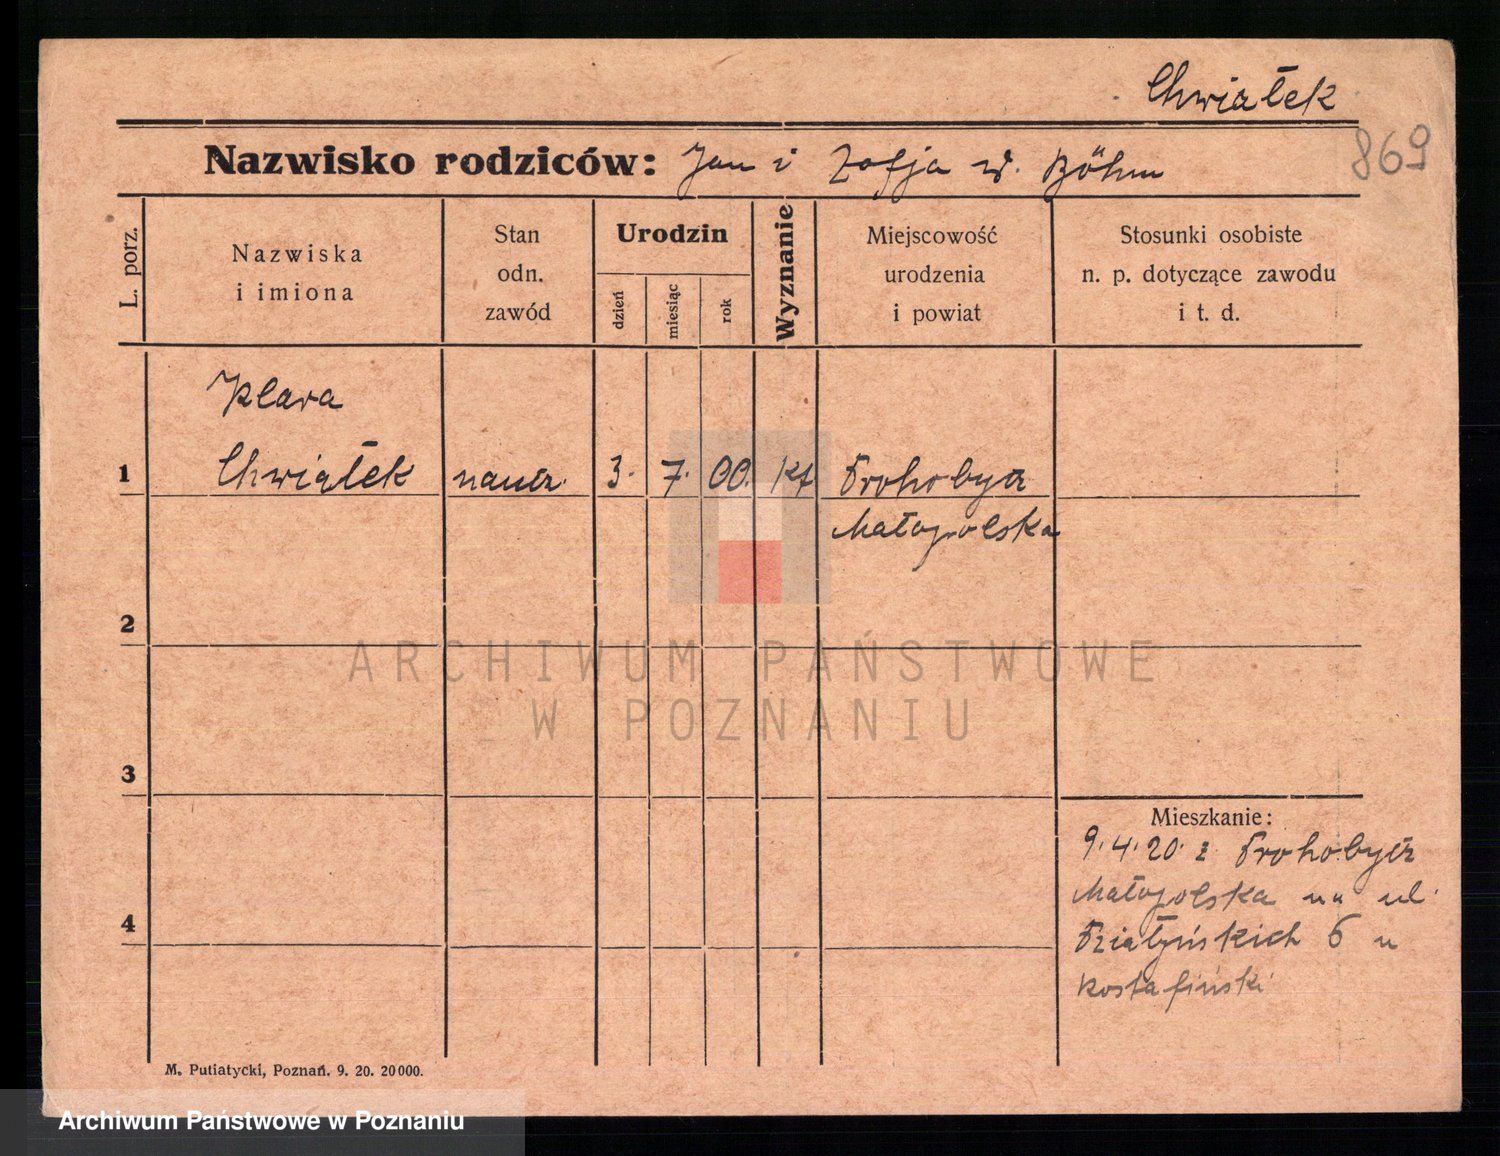 Chwiałek
869
Nazwisko rodziców: Jan i Zofja d. Böhm
L. porz.
Nazwiska
i imiona
Stan
odn.
zawód
Urodzin
dzień
miesiąc
rok
Wyznanie
Miejscowość
urodzenia
i powiat
Stosunki osobiste
n. p. dotyczące zawodu
i t. d.
Klara
1 Chwiałek naucz. 3. 7. 00. kt Drohobycz
Małopolska
2
ARCHIWUM PAŃSTWOWE
W POZNANIU
3
Mieszkanie:
9.4.20. z Drohobycz
Małopolska na ul.
Działyńskich 6 u
Rostafiński
4
M. Putiatycki, Poznań. 9. 20. 20000.
Archiwum Państwowe w Poznaniu